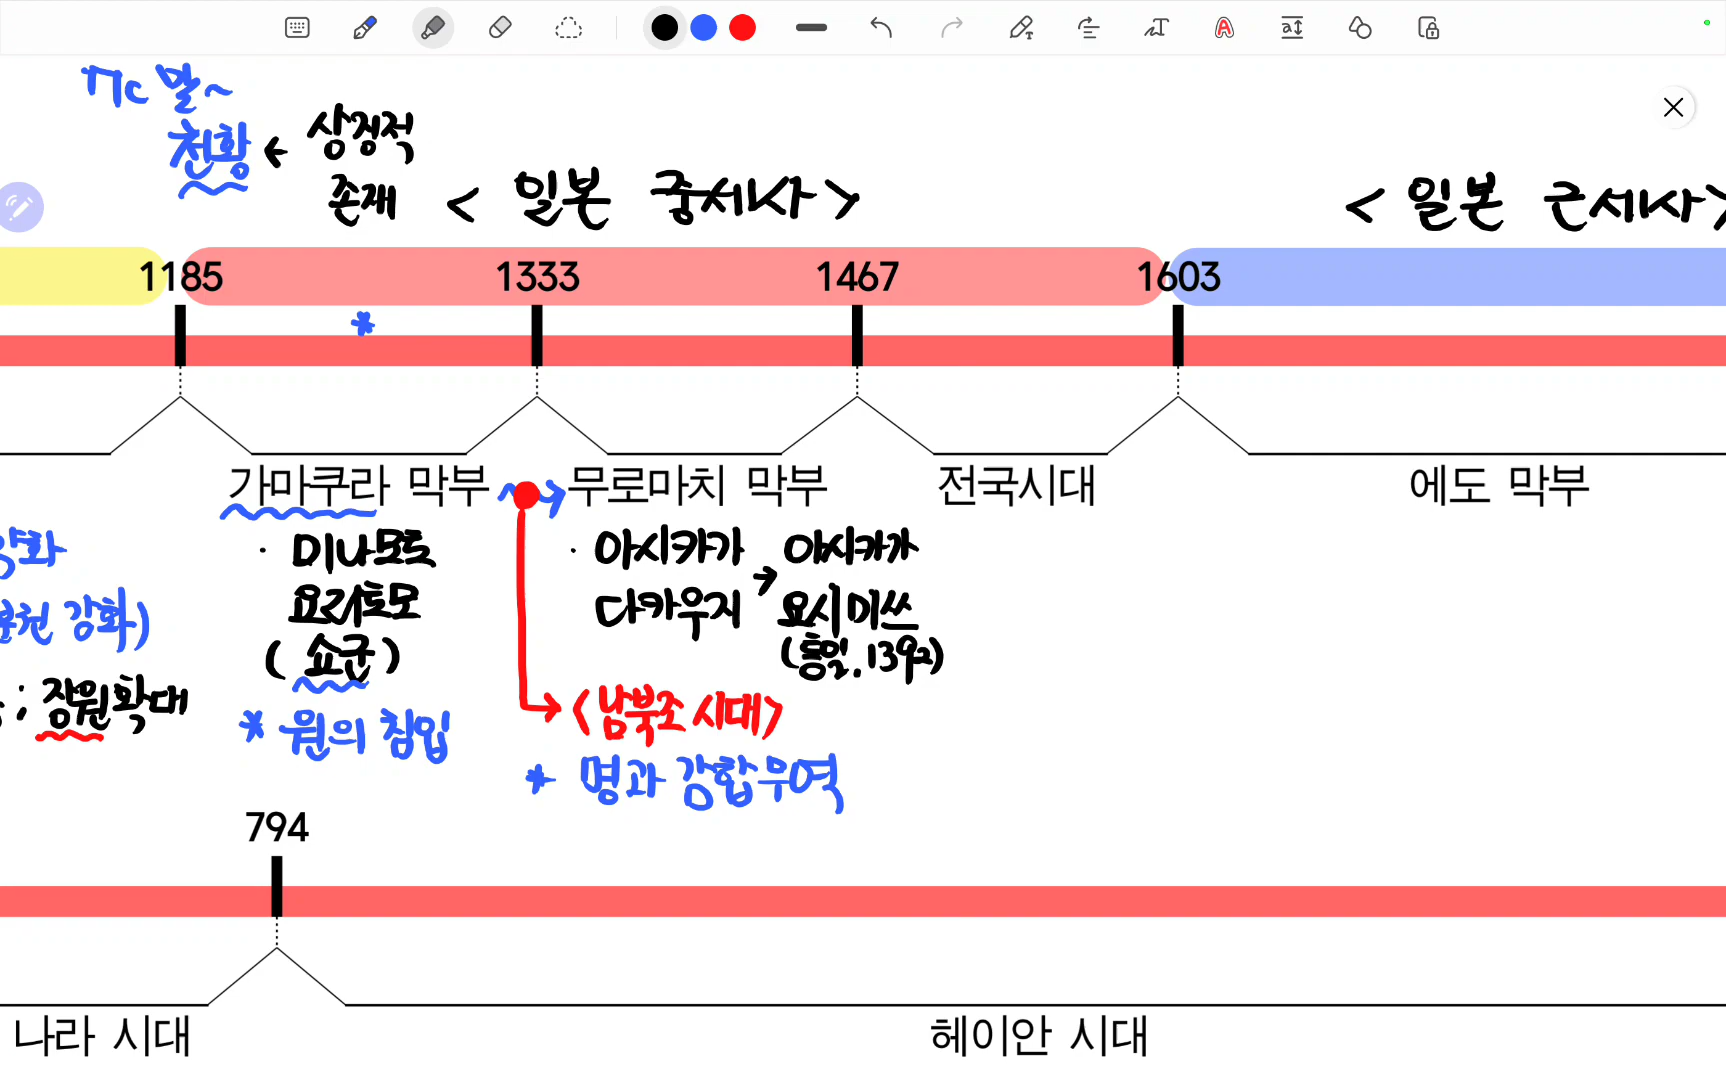 7C 말~
천황 ← 상징적
존재
< 일본 중세사 >
< 일본 근세사 >
1185
1333
1467
1603
가마쿠라 막부
무로마치 막부
전국시대
에도 막부
약화
강화)
; 장원확대
· 미나모토
요리토모
( 쇼군 )
* 원의 침입
· 아시카가
다카우지
→ 아시카가
요시미쓰
(통일. 1392)
<남북조 시대>
* 명과 감합무역
794
나라 시대
헤이안 시대